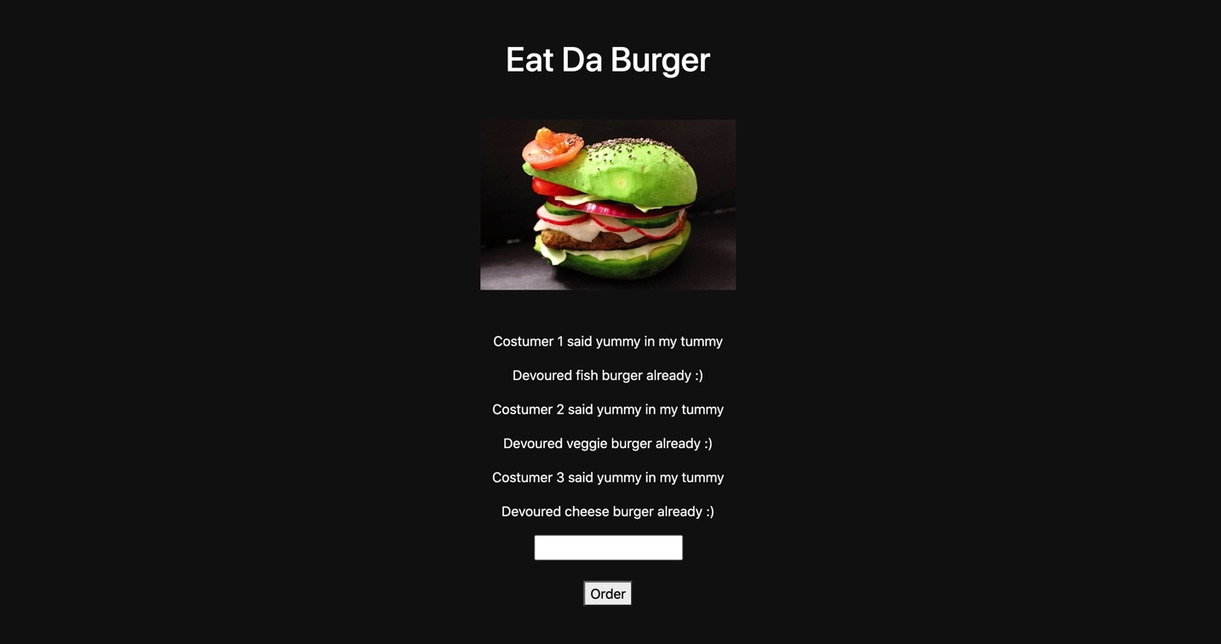 Eat Da Burger
Costumer 1 said yummy in my tummy
Devoured fish burger already :)
Costumer 2 said yummy in my tummy
Devoured veggie burger already :)
Costumer 3 said yummy in my tummy
Devoured cheese burger already :)
Order